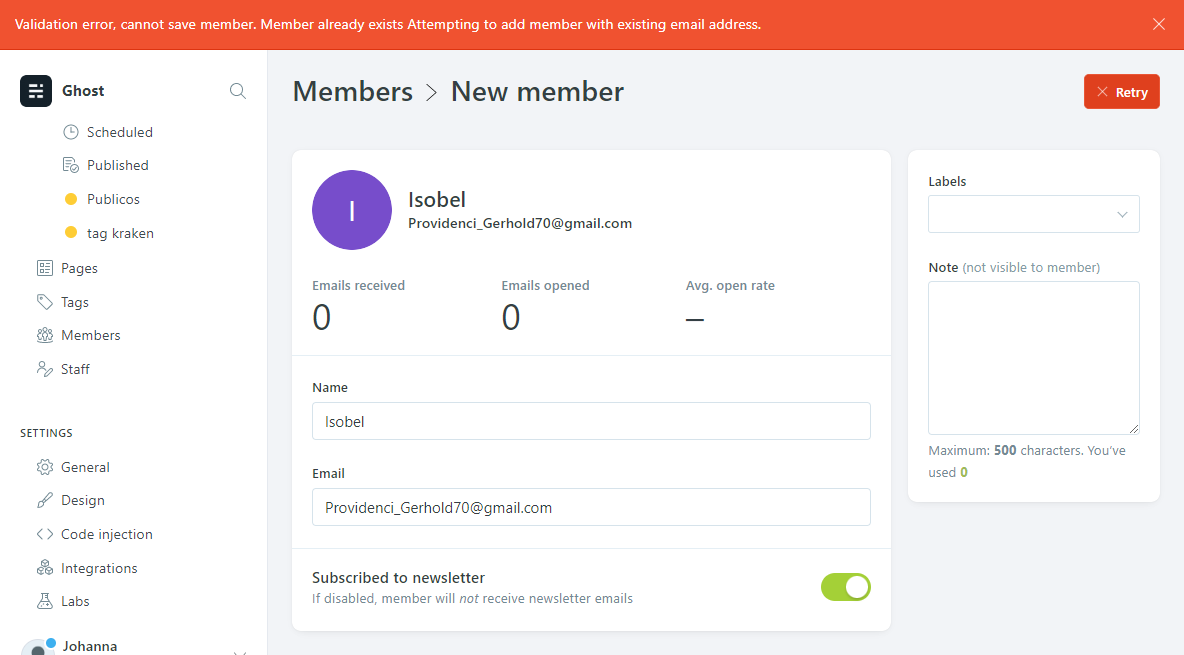 Validation error, cannot save member. Member already exists Attempting to add member with existing email address.
Ghost
Scheduled
Published
Publicos
tag kraken
Pages
Tags
Members
Staff
SETTINGS
General
Design
Code injection
Integrations
Labs
Johanna
Members > New member
Retry
I
Isobel
Providenci_Gerhold70@gmail.com
Emails received
0
Emails opened
0
Avg. open rate
–
Name
Isobel
Email
Providenci_Gerhold70@gmail.com
Subscribed to newsletter
If disabled, member will not receive newsletter emails
Labels
Note (not visible to member)
Maximum: 500 characters. You've
used 0